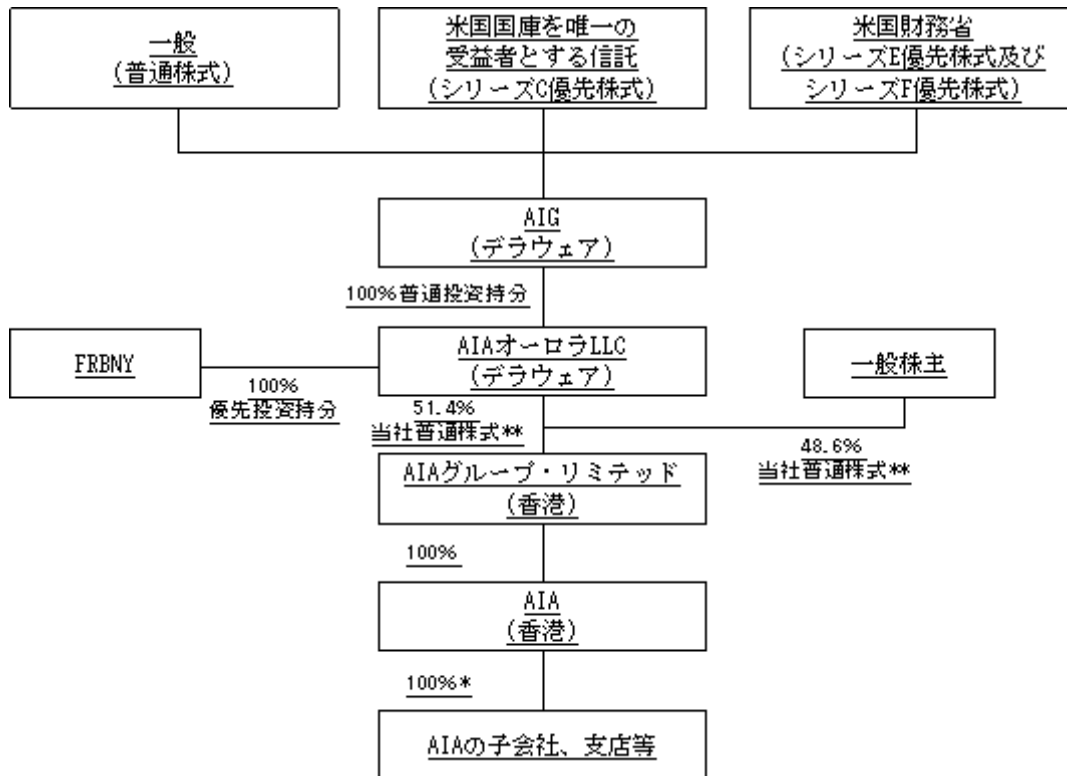 一般
(普通株式)
米国国庫を唯一の
受益者とする信託
(シリーズC優先株式)
米国財務省
(シリーズE優先株式及び
シリーズF優先株式)
AIG
(デラウェア)
100%普通投資持分
FRBNY
AIAオーロラLLC
(デラウェア)
一般株主
100%
優先投資持分
51.4%
当社普通株式**
48.6%
当社普通株式**
AIAグループ・リミテッド
(香港)
100%
AIA
(香港)
100%*
AIAの子会社、支店等